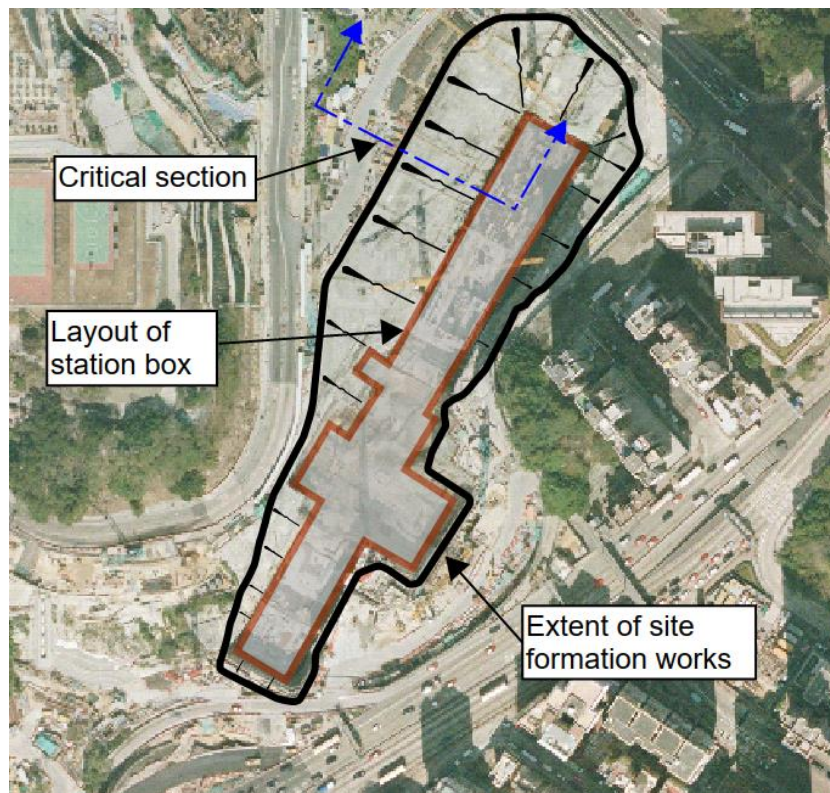 Critical section
Layout of
station box
Extent of site
formation works